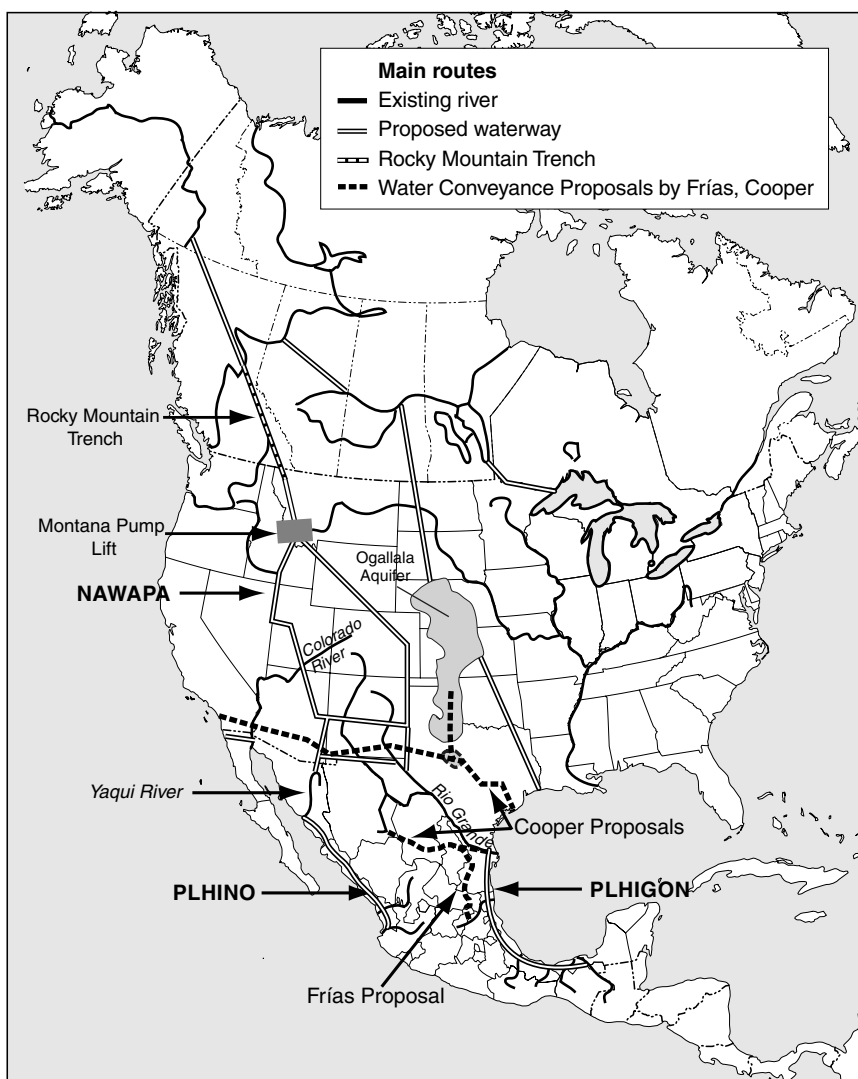 Main routes
Existing river
Proposed waterway
Rocky Mountain Trench
Water Conveyance Proposals by Frías, Cooper
Rocky Mountain
Trench
Montana Pump
Lift
Ogallala
Aquifer
NAWAPA
Colorado
River
Yaqui River
Rio Grande
Cooper Proposals
PLHINO
PLHIGON
Frías Proposal